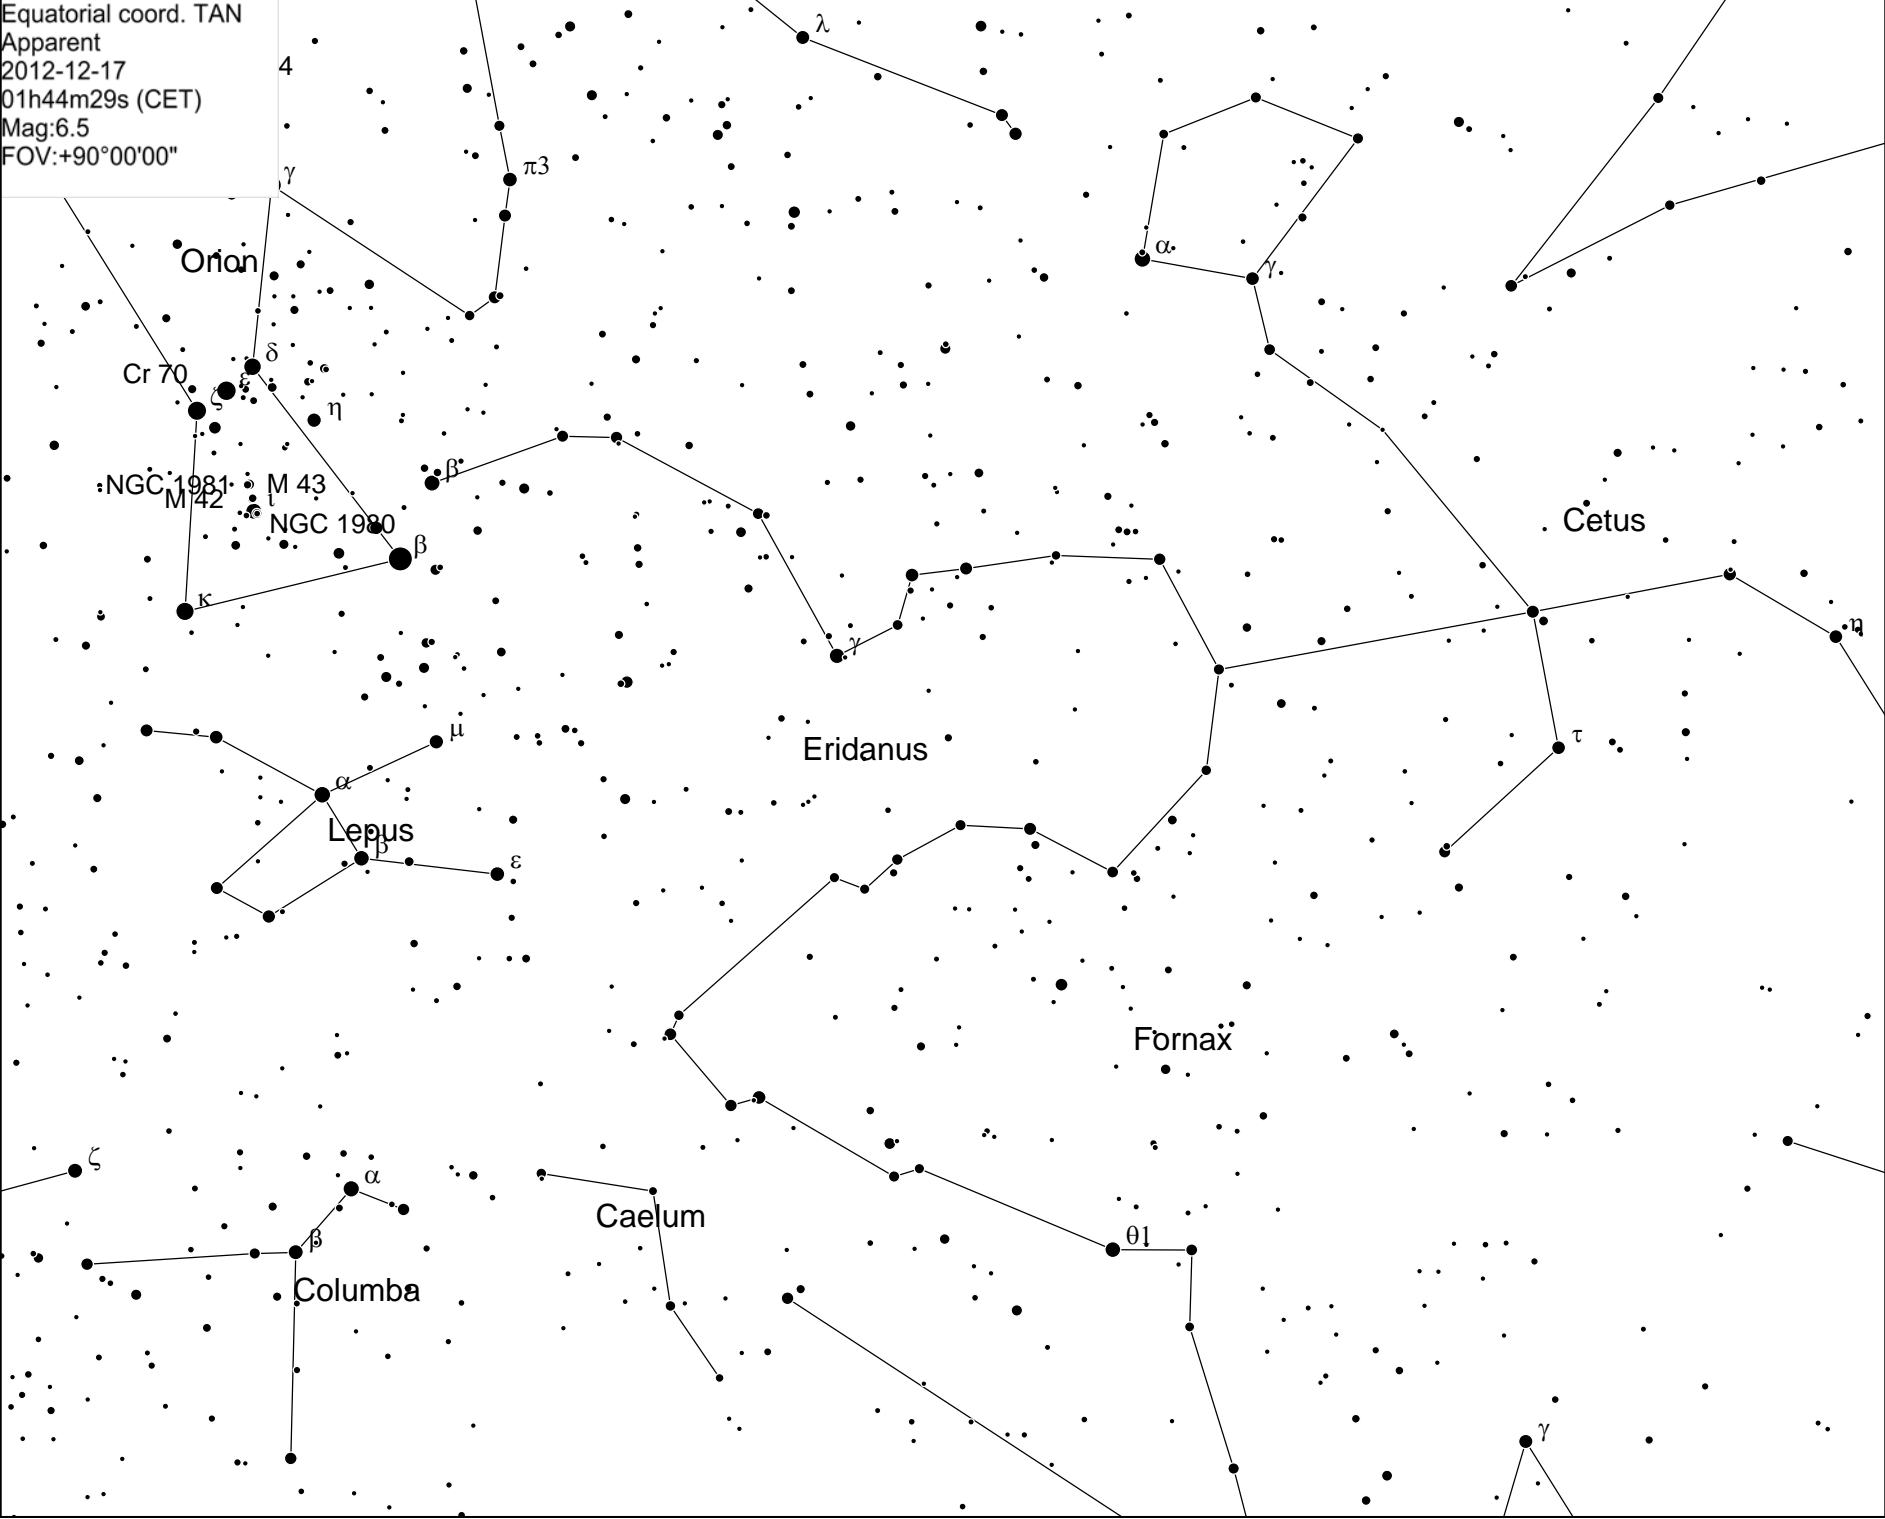 Equatorial coord. TAN
Apparent
2012-12-17
01h44m29s (CET)
Mag:6.5
FOV:+90°00'00"
4
λ
π3
γ
α
γ
Orion
δ
Cr 70
ε
ζ
η
β
NGC 1981
M 42
M 43
ι
NGC 1980
β
Cetus
κ
γ
η
μ
τ
Eridanus
α
Lepus
β
ε
Fornax
ζ
α
Caelum
β
θ1
Columba
γ